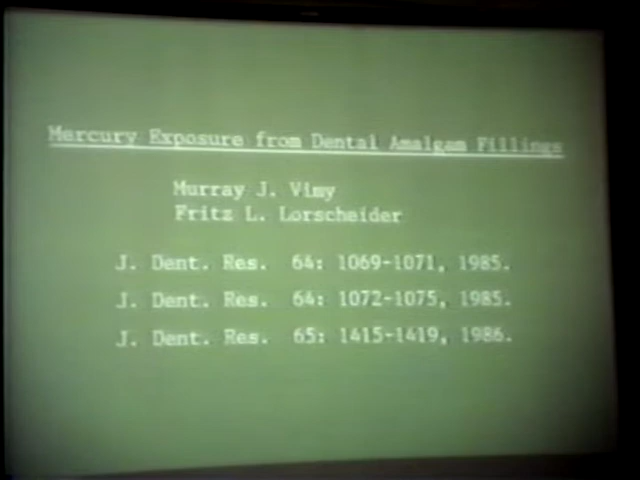 Mercury Exposure from Dental Amalgam Fillings
Murray J. Vimy
Fritz L. Lorscheider
J. Dent. Res. 64: 1069-1071, 1985.
J. Dent. Res. 64: 1072-1075, 1985.
J. Dent. Res. 65: 1415-1419, 1986.